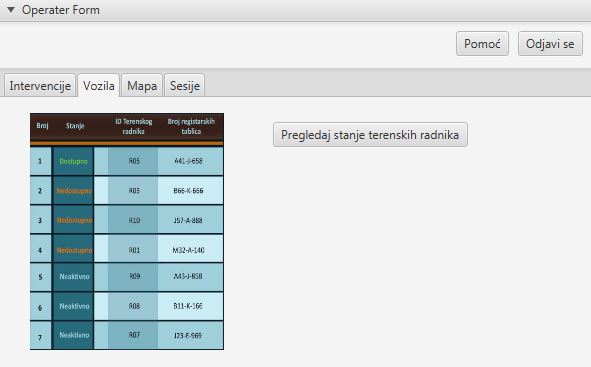 Operater Form
Pomoć Odjavi se
Intervencije Vozila Mapa Sesije
Broj Stanje ID Terenskog radnika Broj registarskih tablica
Pregledaj stanje terenskih radnika
1 Dostupno R05 A41-J-658
2 Nedostupno R03 B66-K-666
3 Nedostupno R10 J57-A-888
4 Nedostupno R01 M32-A-140
5 Neaktivno R09 A43-J-858
6 Neaktivno R08 B11-K-166
7 Neaktivno R07 J23-E-969